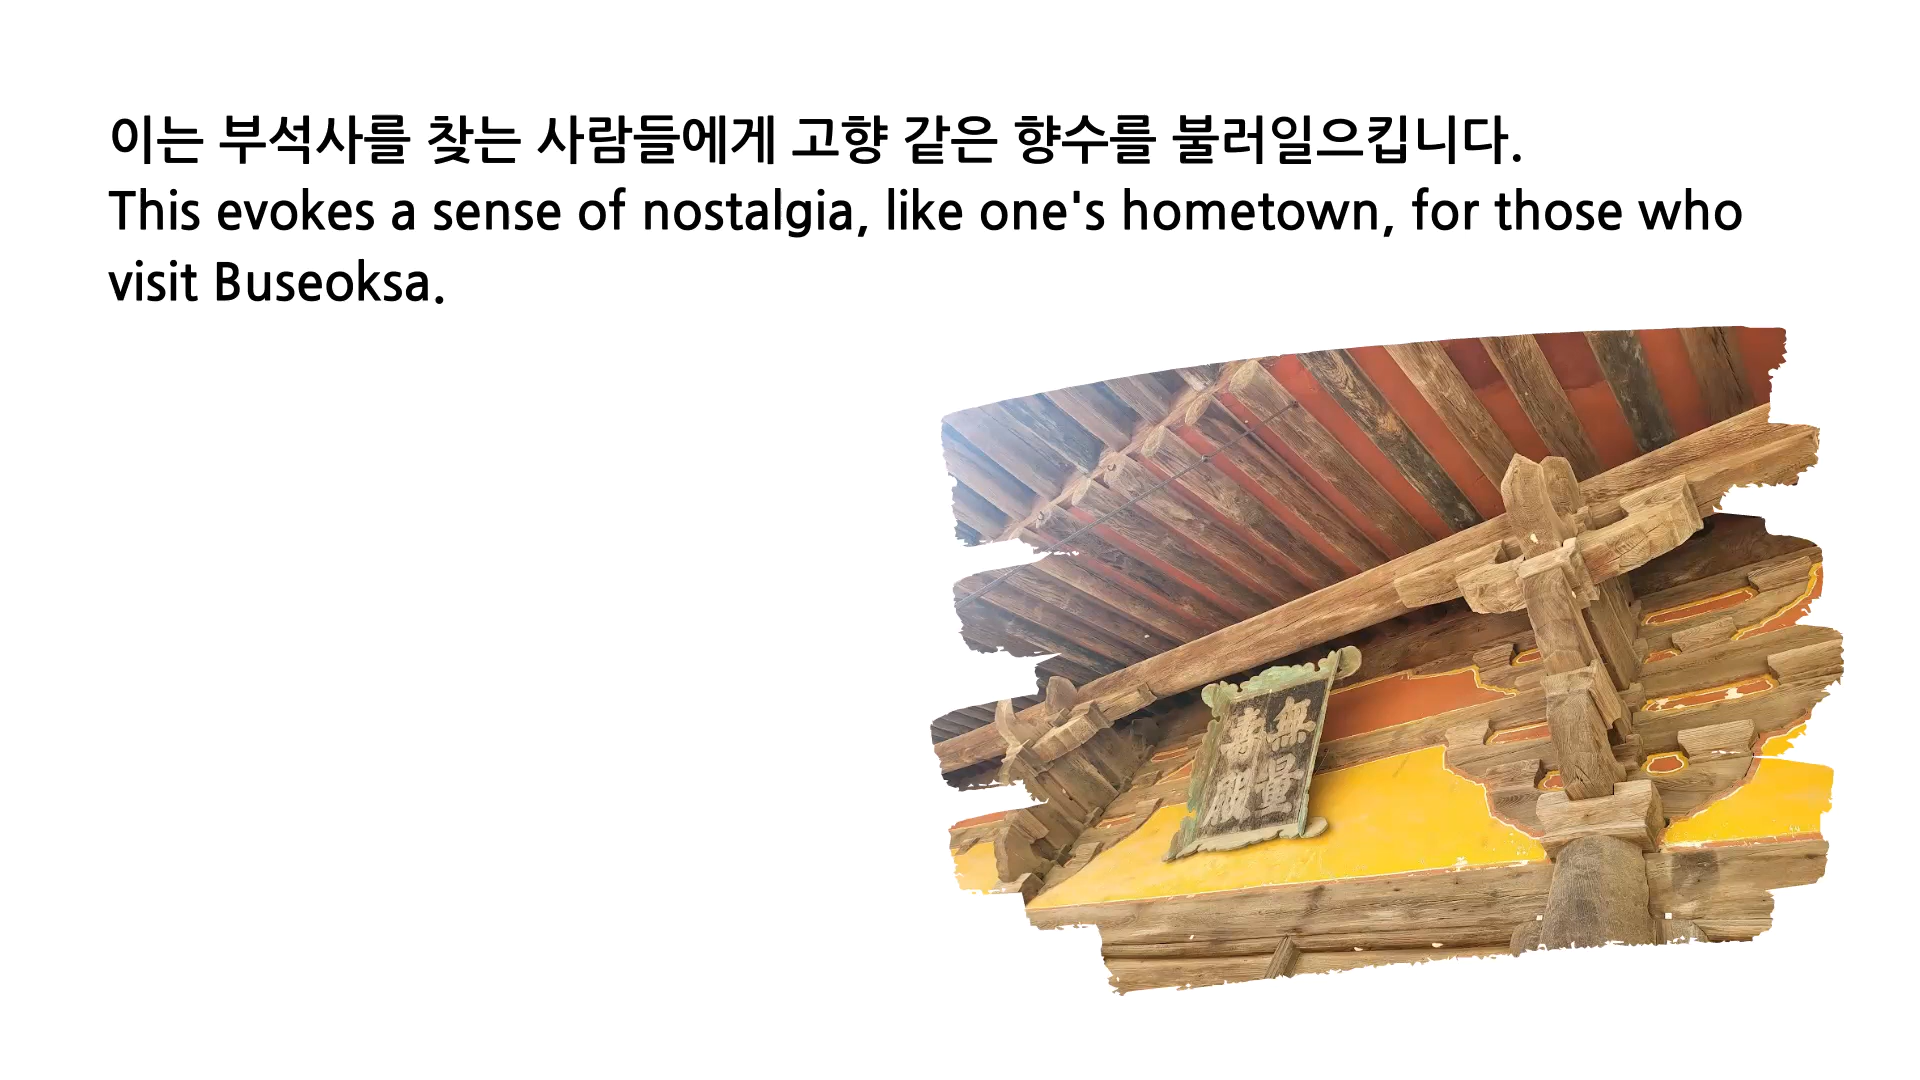 이는 부석사를 찾는 사람들에게 고향 같은 향수를 불러일으킵니다.
This evokes a sense of nostalgia, like one's hometown, for those who
visit Buseoksa.
無量
壽殿